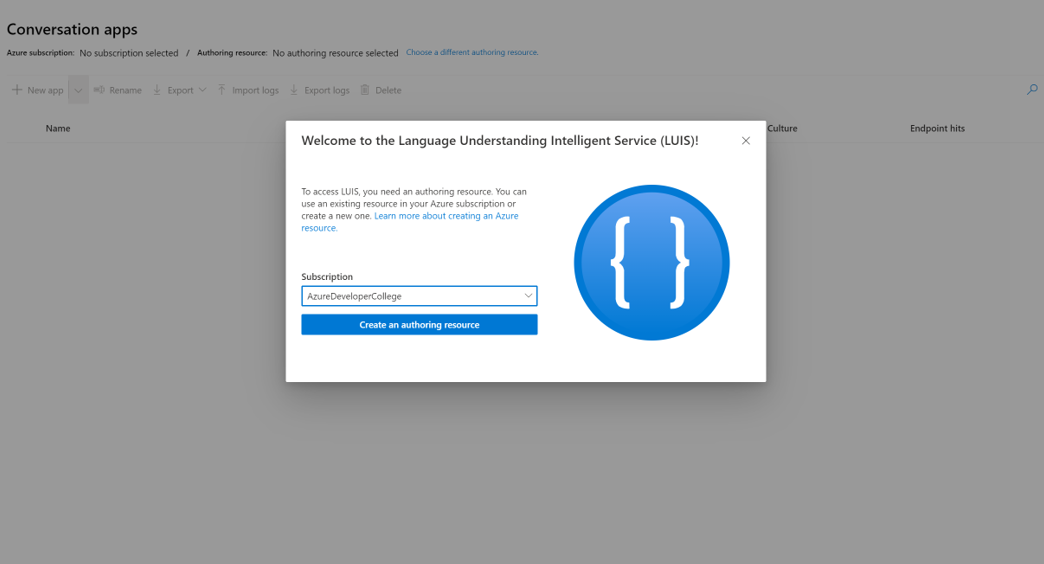 Conversation apps
Azure subscription: No subscription selected / Authoring resource: No authoring resource selected Choose a different authoring resource.
New app Rename Export Import logs Export logs Delete
Name Culture Endpoint hits
Welcome to the Language Understanding Intelligent Service (LUIS)!
To access LUIS, you need an authoring resource. You can
use an existing resource in your Azure subscription or
create a new one. Learn more about creating an Azure
resource.
Subscription
AzureDeveloperCollege
Create an authoring resource
{ }